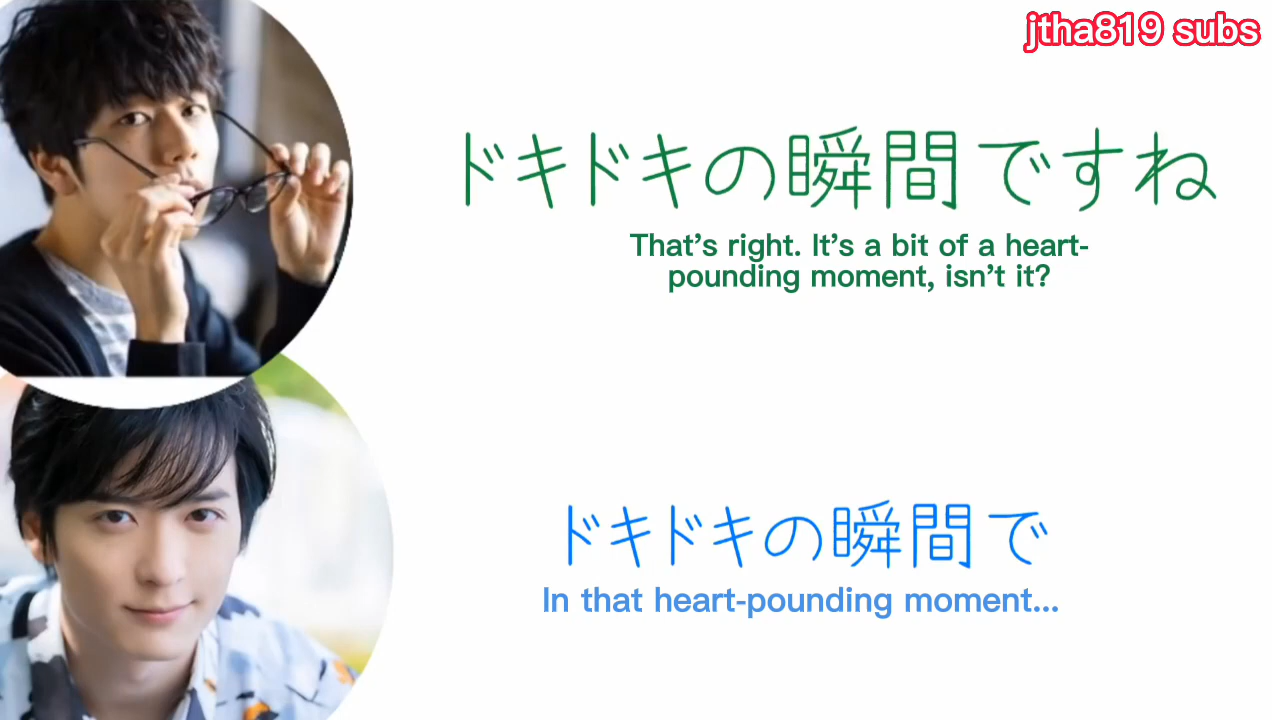 jtha819 subs
ドキドキの瞬間ですね
That's right. It's a bit of a heart-
pounding moment, isn't it?
ドキドキの瞬間で
In that heart-pounding moment...